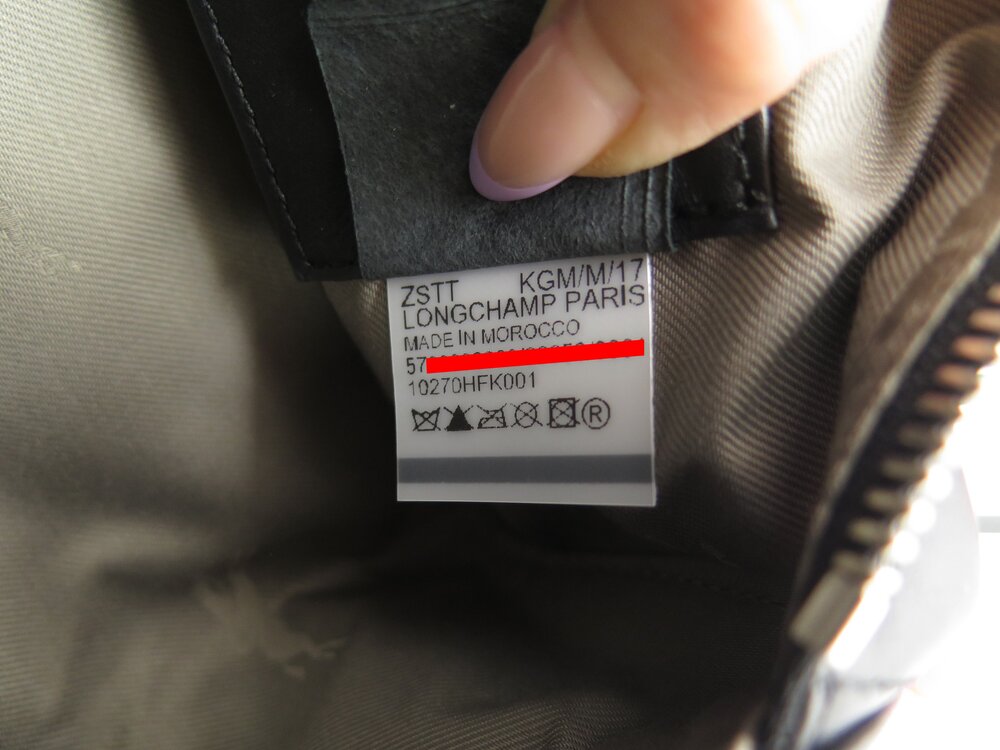 ZSTT KGM/M/17
LONGCHAMP PARIS
MADE IN MOROCCO
57
10270HFK001
®